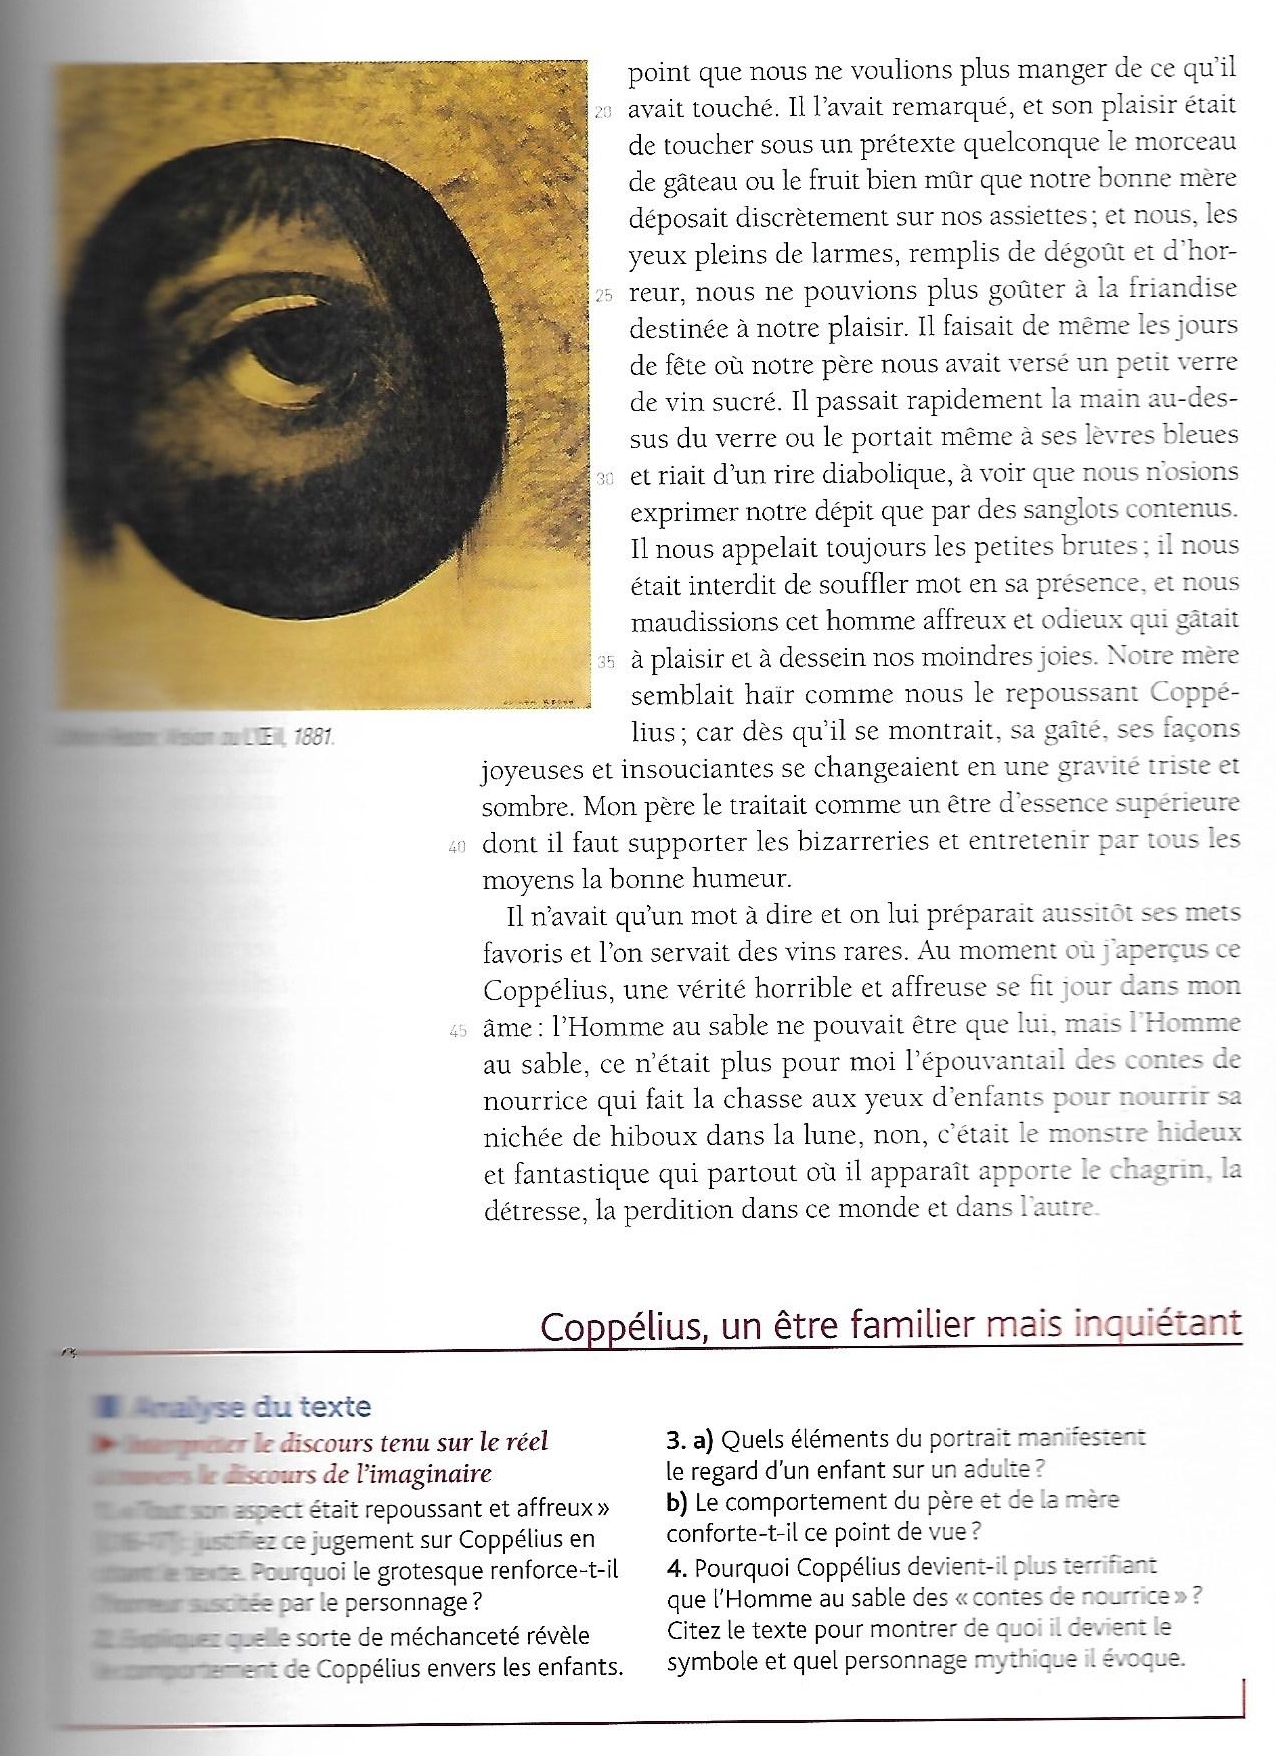 point que nous ne voulions plus manger de ce qu'il
20 avait touché. Il l'avait remarqué, et son plaisir était
de toucher sous un prétexte quelconque le morceau
de gâteau ou le fruit bien mûr que notre bonne mère
déposait discrètement sur nos assiettes ; et nous, les
yeux pleins de larmes, remplis de dégoût et d'hor-
25 reur, nous ne pouvions plus goûter à la friandise
destinée à notre plaisir. Il faisait de même les jours
de fête où notre père nous avait versé un petit verre
de vin sucré. Il passait rapidement la main au-des-
sus du verre ou le portait même à ses lèvres bleues
30 et riait d'un rire diabolique, à voir que nous n'osions
exprimer notre dépit que par des sanglots contenus.
Il nous appelait toujours les petites brutes ; il nous
était interdit de souffler mot en sa présence, et nous
maudissions cet homme affreux et odieux qui gâtait
35 à plaisir et à dessein nos moindres joies. Notre mère
semblait haïr comme nous le repoussant Coppé-
lius ; car dès qu'il se montrait, sa gaîté, ses façons
joyeuses et insouciantes se changeaient en une gravité triste et
sombre. Mon père le traitait comme un être d'essence supérieure
40 dont il faut supporter les bizarreries et entretenir par tous les
moyens la bonne humeur.
Il n'avait qu'un mot à dire et on lui préparait aussitôt ses mets
favoris et l'on servait des vins rares. Au moment où j'aperçus ce
Coppélius, une vérité horrible et affreuse se fit jour dans mon
45 âme : l'Homme au sable ne pouvait être que lui, mais l'Homme
au sable, ce n'était plus pour moi l'épouvantail des contes de
nourrice qui fait la chasse aux yeux d'enfants pour nourrir sa
nichée de hiboux dans la lune, non, c'était le monstre hideux
et fantastique qui partout où il apparaît apporte le chagrin, la
détresse, la perdition dans ce monde et dans l'autre.
Vision ou L'Œil, 1881.
Coppélius, un être familier mais inquiétant
Analyse du texte
Interpréter le discours tenu sur le réel
à travers le discours de l'imaginaire
1. « Tout son aspect était repoussant et affreux »
(l. 16-17) : justifiez ce jugement sur Coppélius en
citant le texte. Pourquoi le grotesque renforce-t-il
l'horreur suscitée par le personnage ?
2. Expliquez quelle sorte de méchanceté révèle
le comportement de Coppélius envers les enfants.
3. a) Quels éléments du portrait manifestent
le regard d'un enfant sur un adulte ?
b) Le comportement du père et de la mère
conforte-t-il ce point de vue ?
4. Pourquoi Coppélius devient-il plus terrifiant
que l'Homme au sable des « contes de nourrice » ?
Citez le texte pour montrer de quoi il devient le
symbole et quel personnage mythique il évoque.